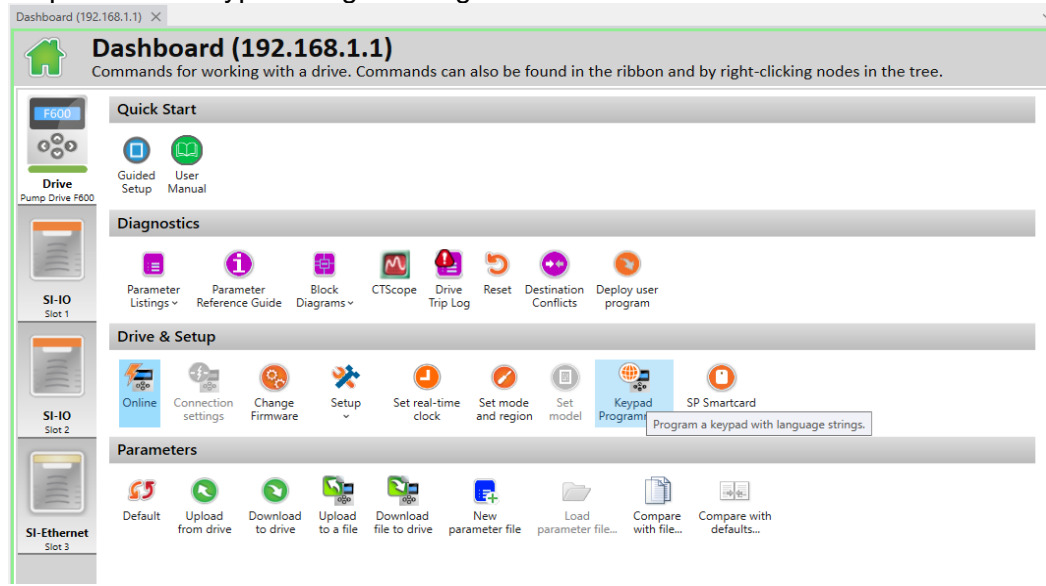 Dashboard (192.168.1.1)
Dashboard (192.168.1.1)
Commands for working with a drive. Commands can also be found in the ribbon and by right-clicking nodes in the tree.
F600
Drive
Pump Drive F600
SI-IO
Slot 1
SI-IO
Slot 2
SI-Ethernet
Slot 3
Quick Start
Guided
Setup
User
Manual
Diagnostics
Parameter
Listings
Parameter
Reference Guide
Block
Diagrams
CTScope
Drive
Trip Log
Reset
Destination
Conflicts
Deploy user
program
Drive & Setup
Online
Connection
settings
Change
Firmware
Setup
Set real-time
clock
Set mode
and region
Set
model
Keypad
SP Smartcard
Program a keypad with language strings.
Parameters
Default
Upload
from drive
Download
to drive
Upload
to a file
Download
file to drive
New
parameter file
Load
parameter file...
Compare
with file...
Compare with
defaults...